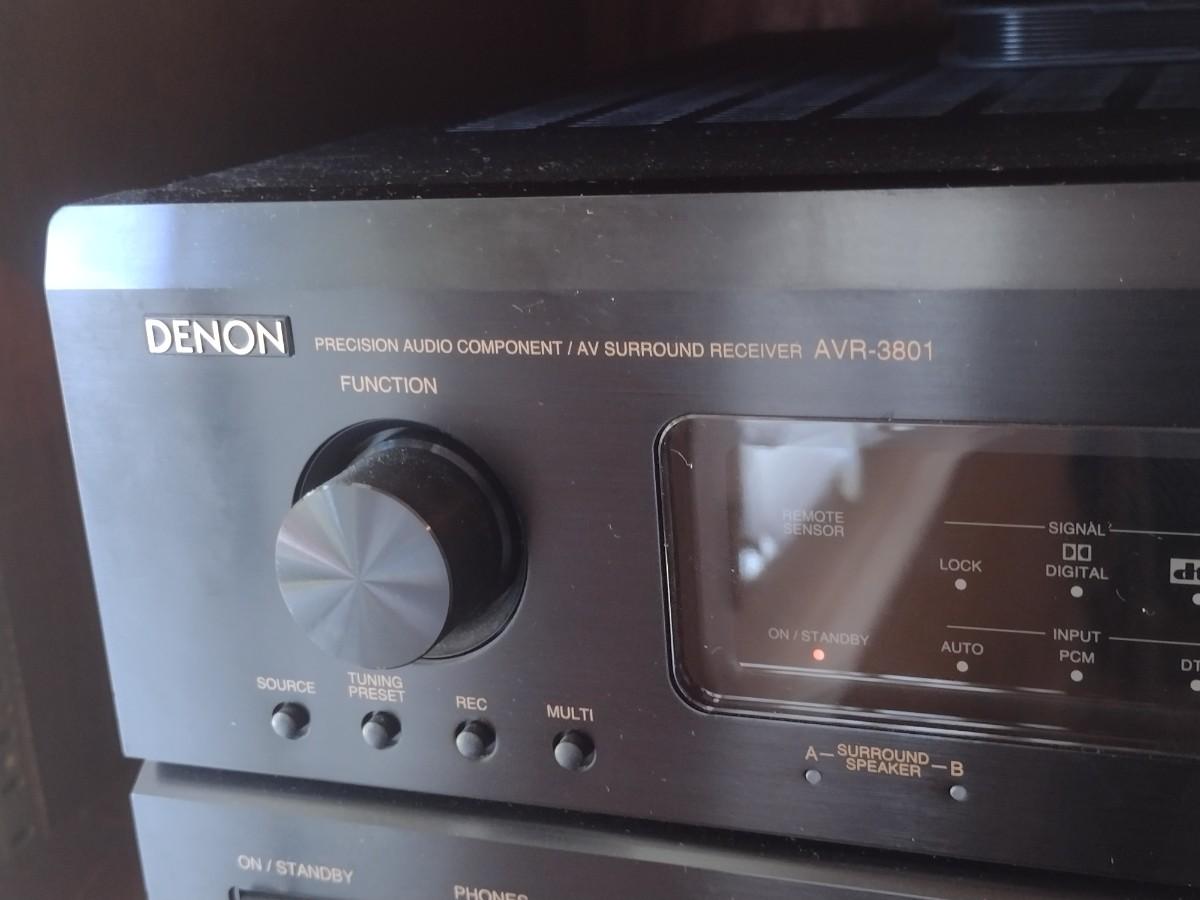 DENON PRECISION AUDIO COMPONENT / AV SURROUND RECEIVER AVR-3801
FUNCTION
REMOTE
SENSOR
SIGNAL
LOCK
DIGITAL
ON / STANDBY
INPUT
AUTO
PCM
SOURCE
TUNING
PRESET
REC
MULTI
A – SURROUND
SPEAKER – B
ON / STANDBY
PHONES